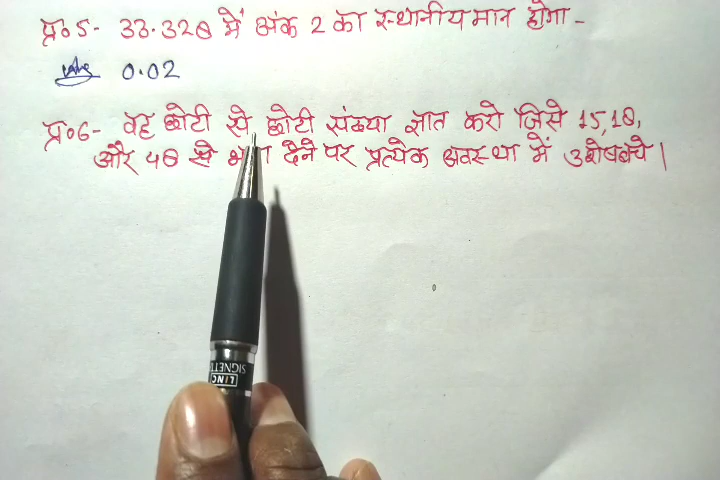 प्र०5- 33.328 में अंक 2 का स्थानीय मान होगा -
Ans 0.02
प्र०6- वह छोटी से छोटी संख्या ज्ञात करो जिसे 15,18,
और 48 से भाग देने पर प्रत्येक अवस्था में 3 शेष बचे।
LINC
SIGNET